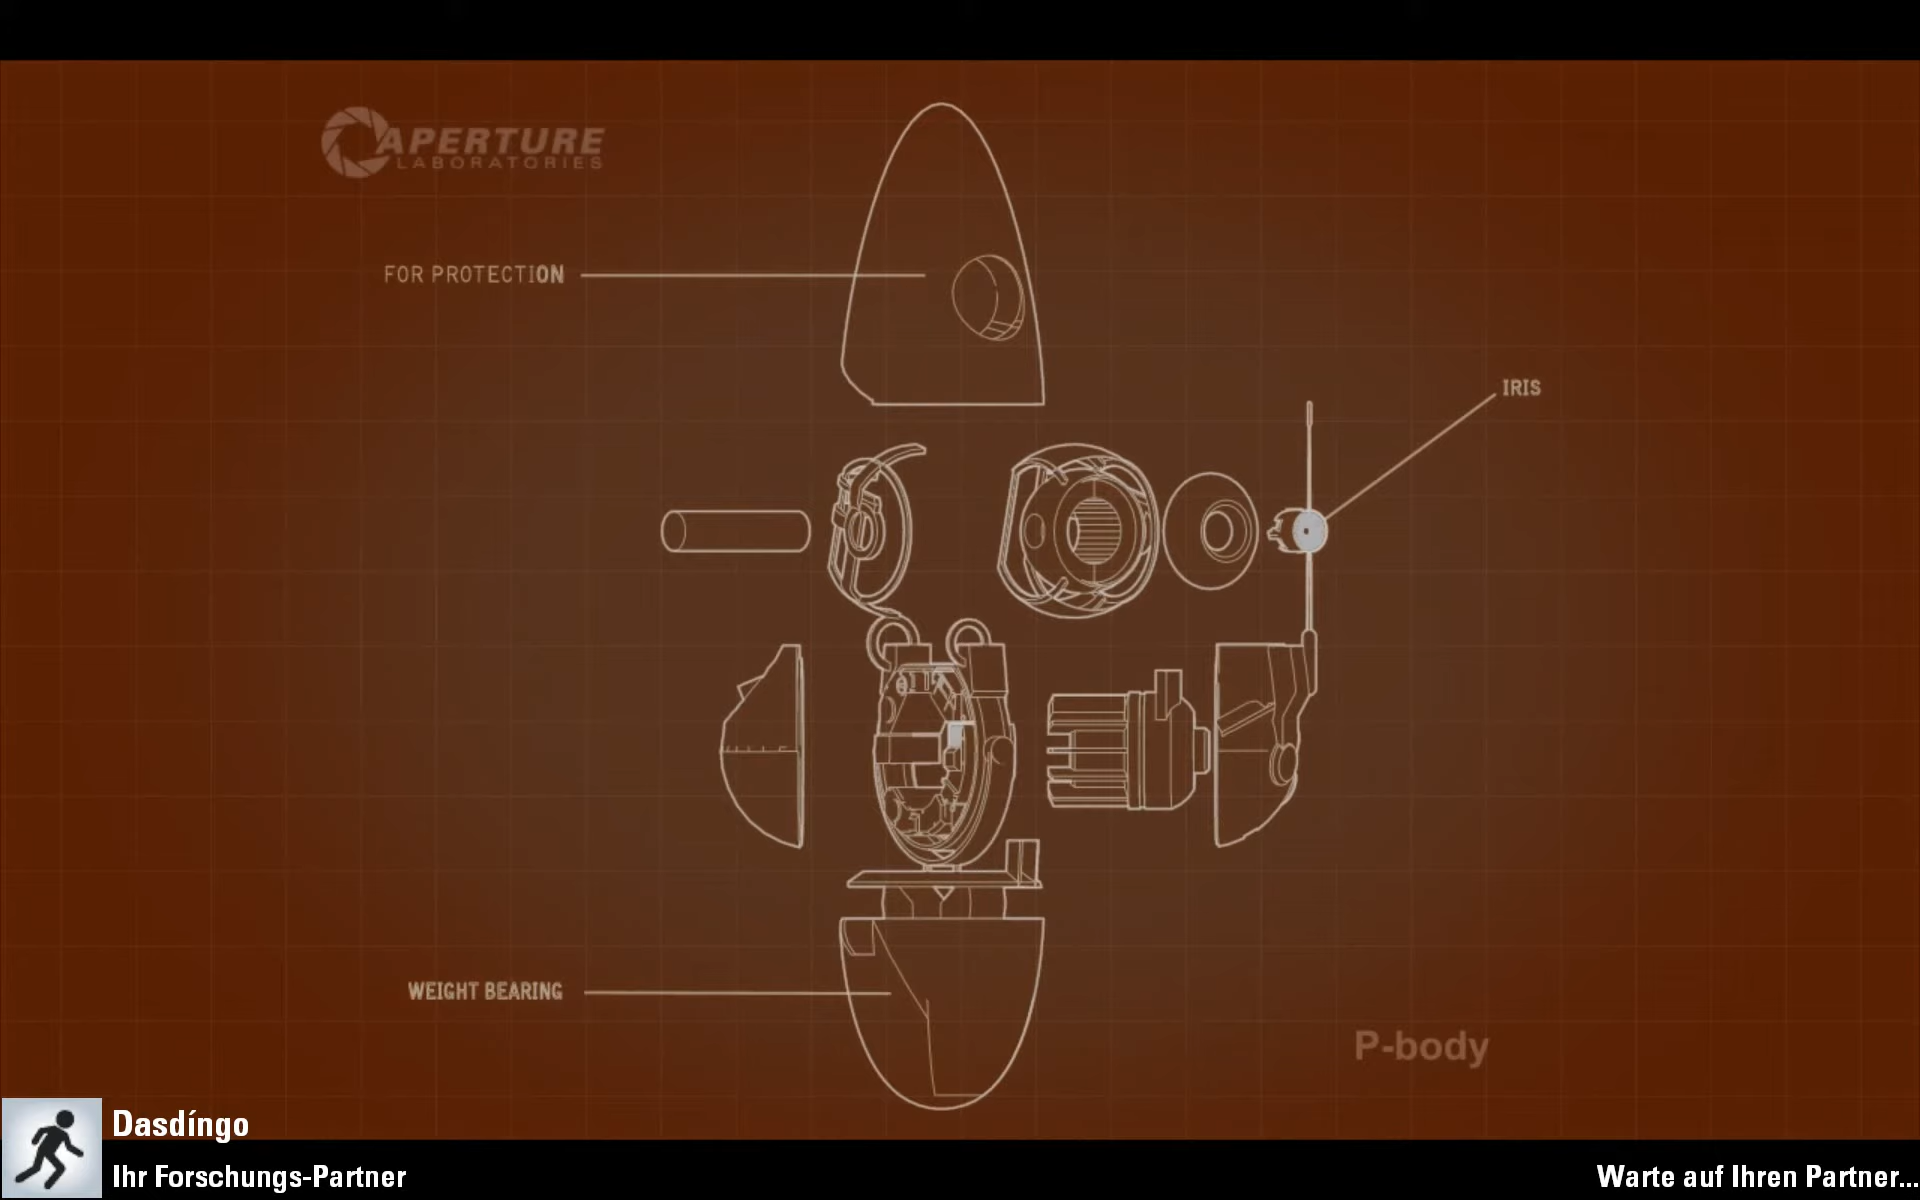 APERTURE
LABORATORIES
FOR PROTECTION
IRIS
WEIGHT BEARING
P-body
Dasdíngo
Ihr Forschungs-Partner
Warte auf Ihren Partner...